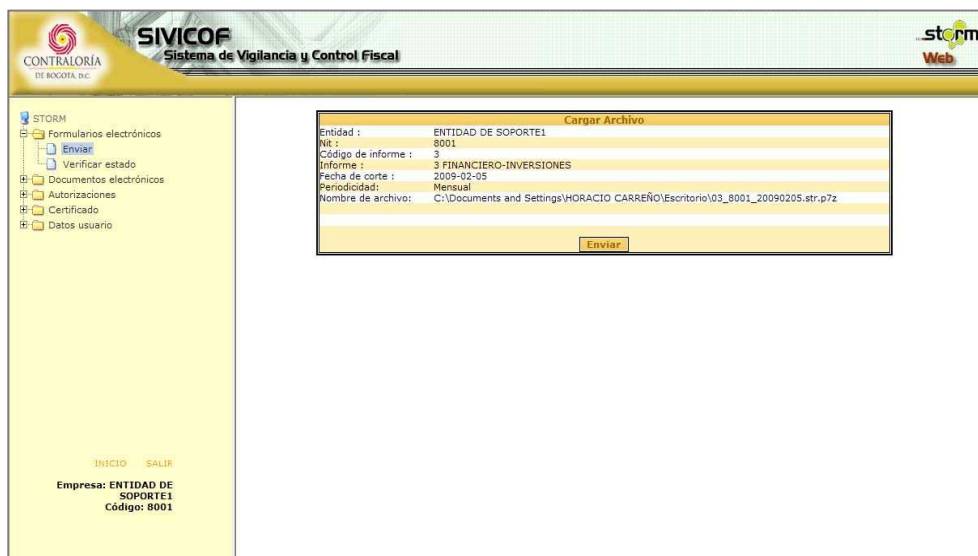 CONTRALORÍA
DE BOGOTÁ, D.C.
SIVICOF
Sistema de Vigilancia y Control Fiscal
storm
Web
STORM
Formularios electrónicos
Enviar
Verificar estado
Documentos electrónicos
Autorizaciones
Certificado
Datos usuario
INICIO SALIR
Empresa: ENTIDAD DE
SOPORTE1
Código: 8001
Cargar Archivo
Entidad : ENTIDAD DE SOPORTE1
Nit : 8001
Código de informe : 3
Informe : 3 FINANCIERO-INVERSIONES
Fecha de corte : 2009-02-05
Periodicidad: Mensual
Nombre de archivo: C:\Documents and Settings\HORACIO CARREÑO\Escritorio\03_8001_20090205.str.p7z
Enviar